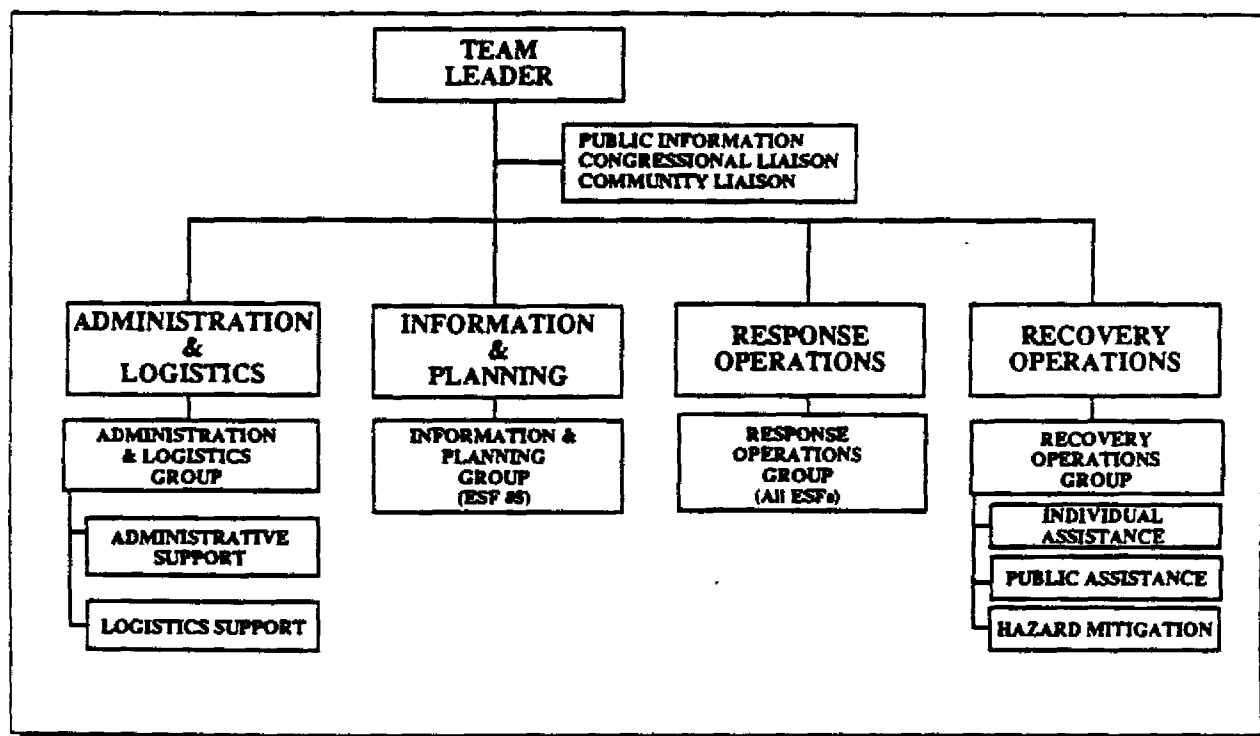 TEAM
LEADER
PUBLIC INFORMATION
CONGRESSIONAL LIAISON
COMMUNITY LIAISON
ADMINISTRATION
&
LOGISTICS
INFORMATION
&
PLANNING
RESPONSE
OPERATIONS
RECOVERY
OPERATIONS
ADMINISTRATION
& LOGISTICS
GROUP
INFORMATION &
PLANNING
GROUP
(ESF #5)
RESPONSE
OPERATIONS
GROUP
(All ESFs)
RECOVERY
OPERATIONS
GROUP
ADMINISTRATIVE
SUPPORT
LOGISTICS SUPPORT
INDIVIDUAL
ASSISTANCE
PUBLIC ASSISTANCE
HAZARD MITIGATION